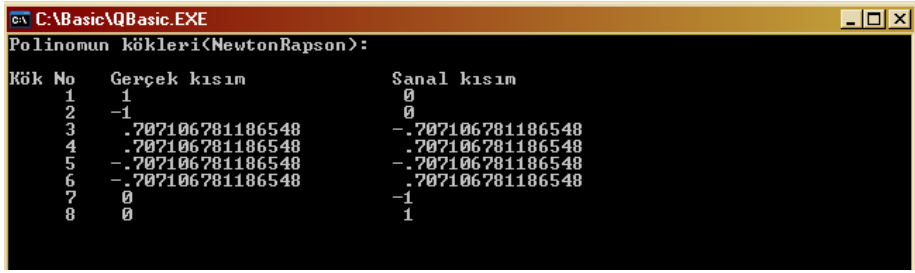 C:\Basic\QBasic.EXE
Polinomun kökleri(NewtonRapson):
Kök No Gerçek kısım Sanal kısım
1 1 0
2 -1 0
3 .707106781186548 -.707106781186548
4 .707106781186548 .707106781186548
5 -.707106781186548 -.707106781186548
6 -.707106781186548 .707106781186548
7 0 -1
8 0 1